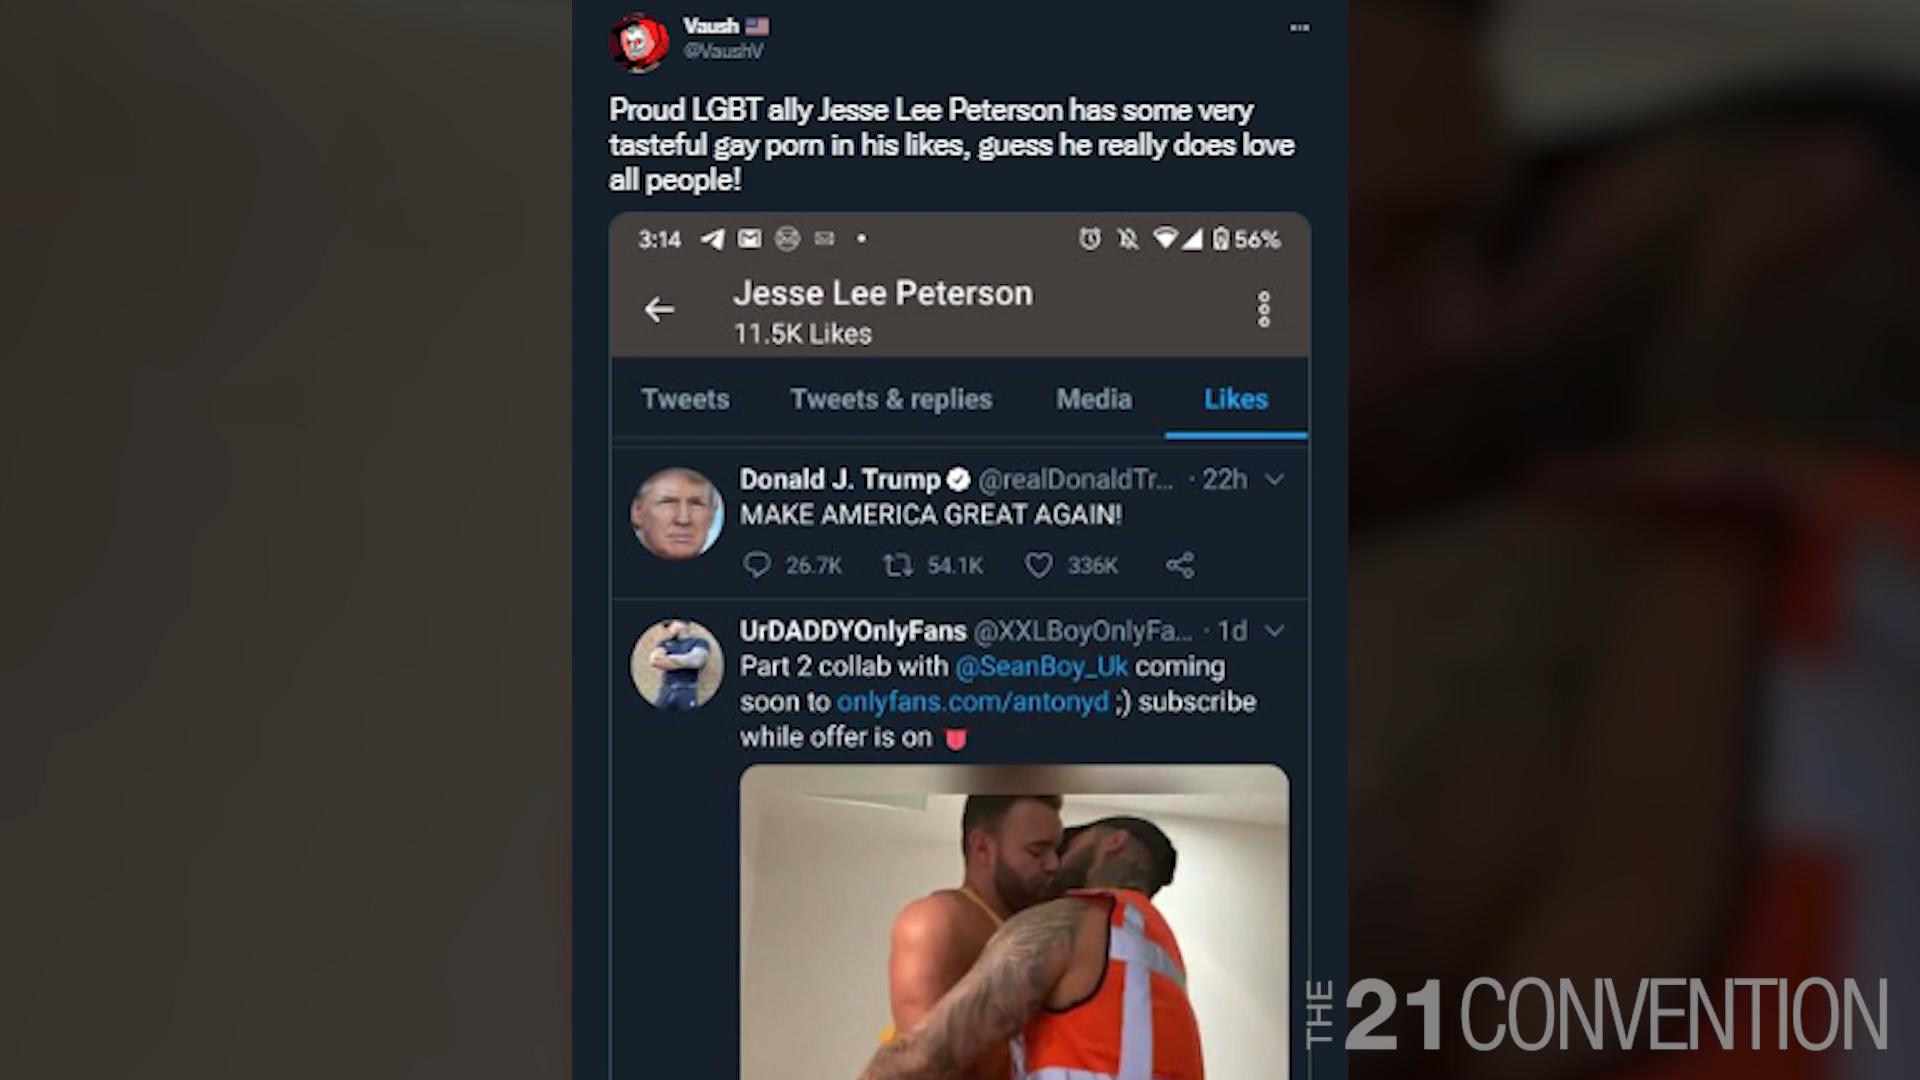 Vaush
@VaushV
Proud LGBT ally Jesse Lee Peterson has some very
tasteful gay porn in his likes, guess he really does love
all people!
3:14
56%
Jesse Lee Peterson
11.5K Likes
Tweets Tweets & replies Media Likes
Donald J. Trump @realDonaldTr... · 22h
MAKE AMERICA GREAT AGAIN!
26.7K 54.1K 336K
UrDADDYOnlyFans @XXLBoyOnlyFa... · 1d
Part 2 collab with @SeanBoy_Uk coming
soon to onlyfans.com/antonyd ;) subscribe
while offer is on
THE 21 CONVENTION